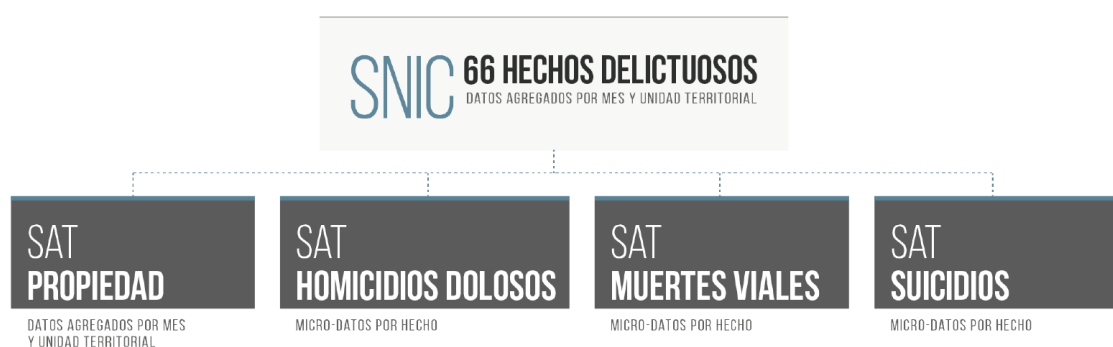 SNIC 66 HECHOS DELICTUOSOS
DATOS AGREGADOS POR MES Y UNIDAD TERRITORIAL
SAT
PROPIEDAD
DATOS AGREGADOS POR MES
Y UNIDAD TERRITORIAL
SAT
HOMICIDIOS DOLOSOS
MICRO-DATOS POR HECHO
SAT
MUERTES VIALES
MICRO-DATOS POR HECHO
SAT
SUICIDIOS
MICRO-DATOS POR HECHO